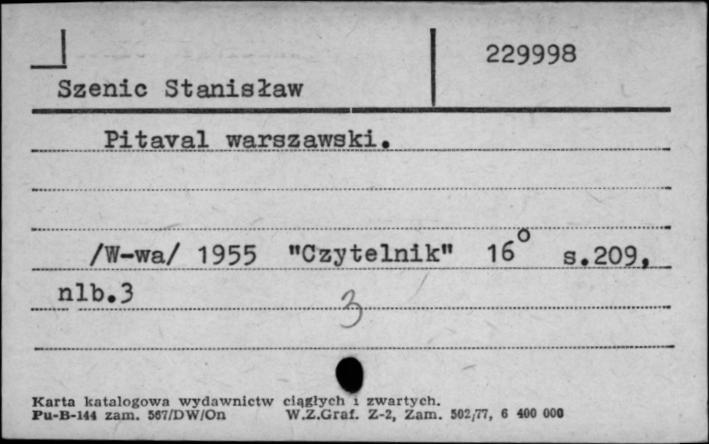 229998
Szenic Stanisław
Pitaval warszawski.
/W-wa/ 1955 "Czytelnik" 16° s.209,
nlb.3
3
Karta katalogowa wydawnictw ciągłych i zwartych.
Pu-B-144 zam. 567/DW/On W.Z.Graf. Z-2, Zam. 502/77, 6 400 000